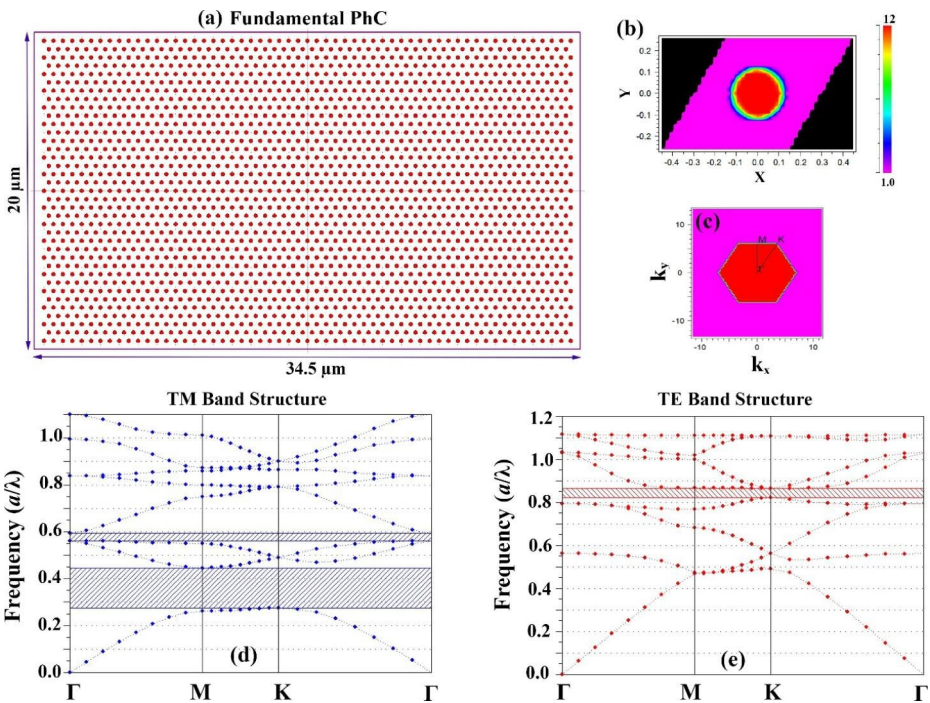 (a) Fundamental PhC
20 μm
34.5 μm
(b)
Y
0.2
0.1
0.0
-0.1
-0.2
-0.4 -0.3 -0.2 -0.1 0.0 0.1 0.2 0.3 0.4
X
12
1.0
(c)
M K
Γ
k_y
10
0
-10
-10 0 10
k_x
TM Band Structure
Frequency (a/λ)
1.0
0.8
0.6
0.4
0.2
0.0
(d)
Γ M K Γ
TE Band Structure
Frequency (a/λ)
1.2
1.0
0.8
0.6
0.4
0.2
0.0
(e)
Γ M K Γ